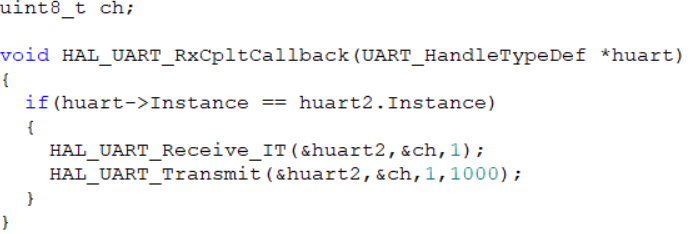 uint8_t ch;
void HAL_UART_RxCpltCallback(UART_HandleTypeDef *huart)
{
  if(huart->Instance == huart2.Instance)
  {
    HAL_UART_Receive_IT(&huart2,&ch,1);
    HAL_UART_Transmit(&huart2,&ch,1,1000);
  }
}